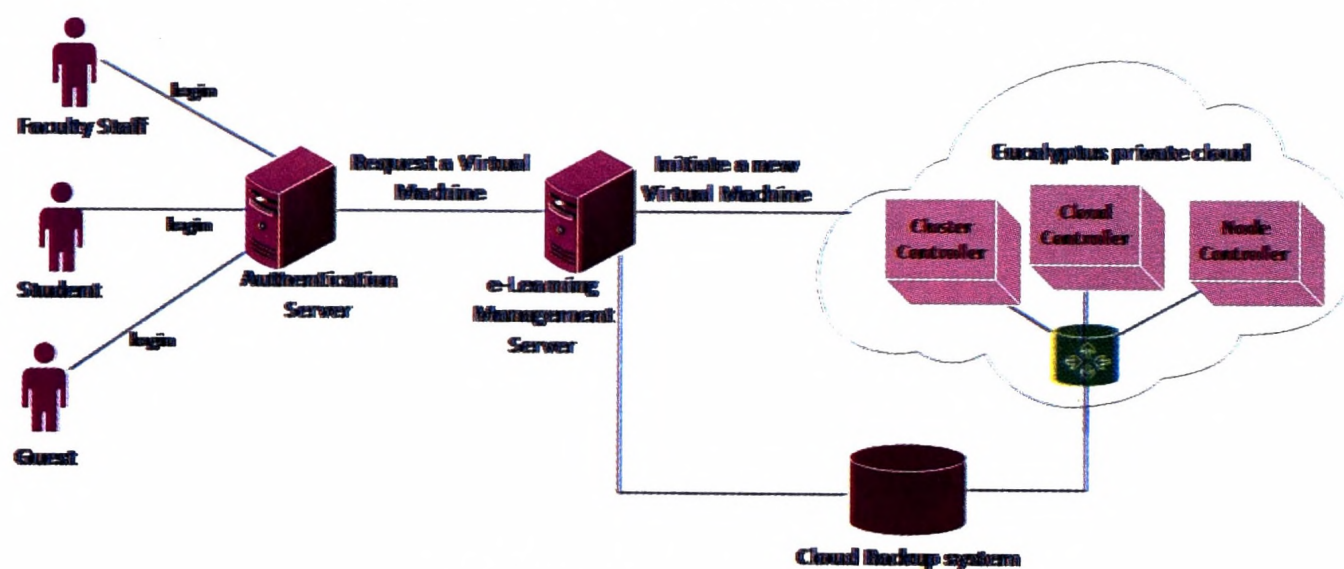 login
Faculty Staff
Request a Virtual
Machine
Initiate a new
Virtual Machine
Eucalyptus private cloud
Cluster
Controller
Cloud
Controller
Node
Controller
login
Student
Authentication
Server
e-Learning
Management
Server
login
Guest
Cloud Backup system